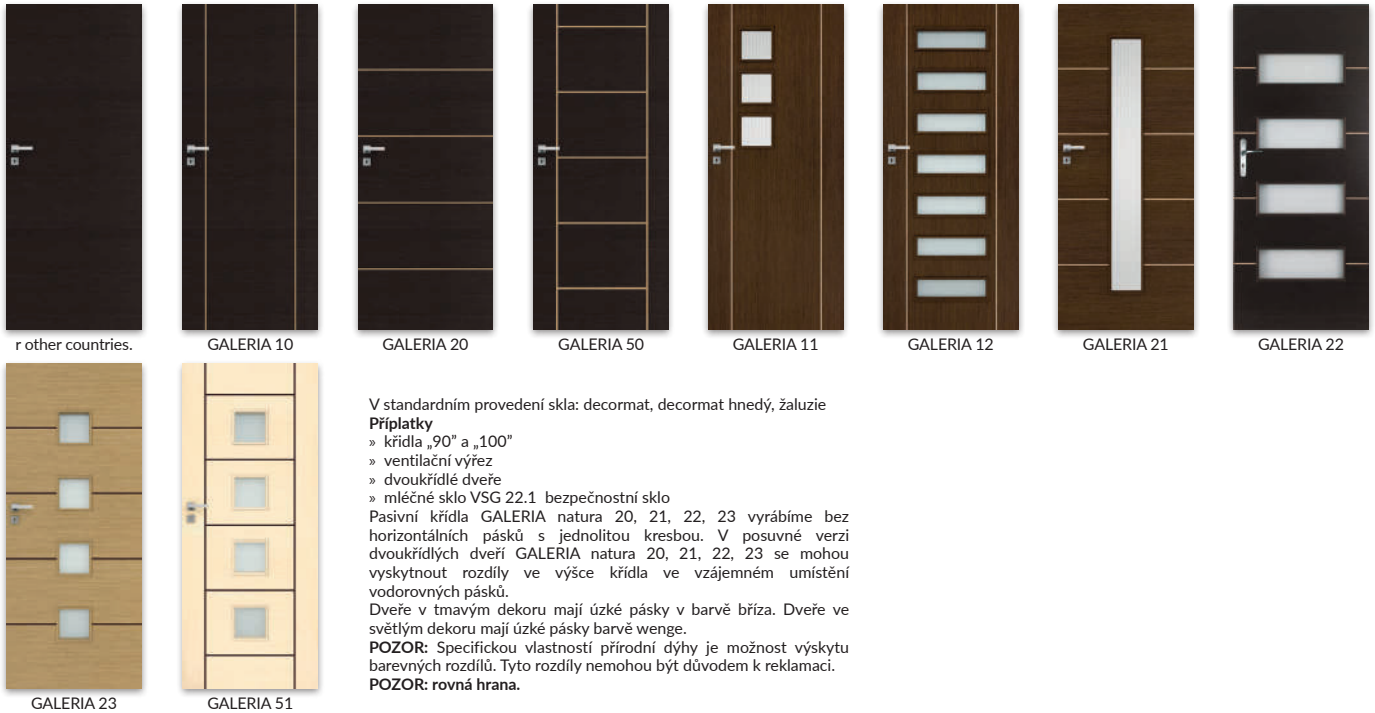 r other countries.
GALERIA 10
GALERIA 20
GALERIA 50
GALERIA 11
GALERIA 12
GALERIA 21
GALERIA 22
GALERIA 23
GALERIA 51
V standardním provedení skla: decormat, decormat hnedý, žaluzie
Příplatky
» křidla „90” a „100”
» ventilační výřez
» dvoukřídlé dveře
» mléčné sklo VSG 22.1 bezpečnostní sklo
Pasivní křídla GALERIA natura 20, 21, 22, 23 vyrábíme bez
horizontálních pásků s jednolitou kresbou. V posuvné verzi
dvoukřídlých dveří GALERIA natura 20, 21, 22, 23 se mohou
vyskytnout rozdíly ve výšce křídla ve vzájemném umístění
vodorovných pásků.
Dveře v tmavým dekoru mají úzké pásky v barvě bříza. Dveře ve
světlým dekoru mají úzké pásky barvě wenge.
POZOR: Specifickou vlastností přírodní dýhy je možnost výskytu
barevných rozdílů. Tyto rozdíly nemohou být důvodem k reklamaci.
POZOR: rovná hrana.